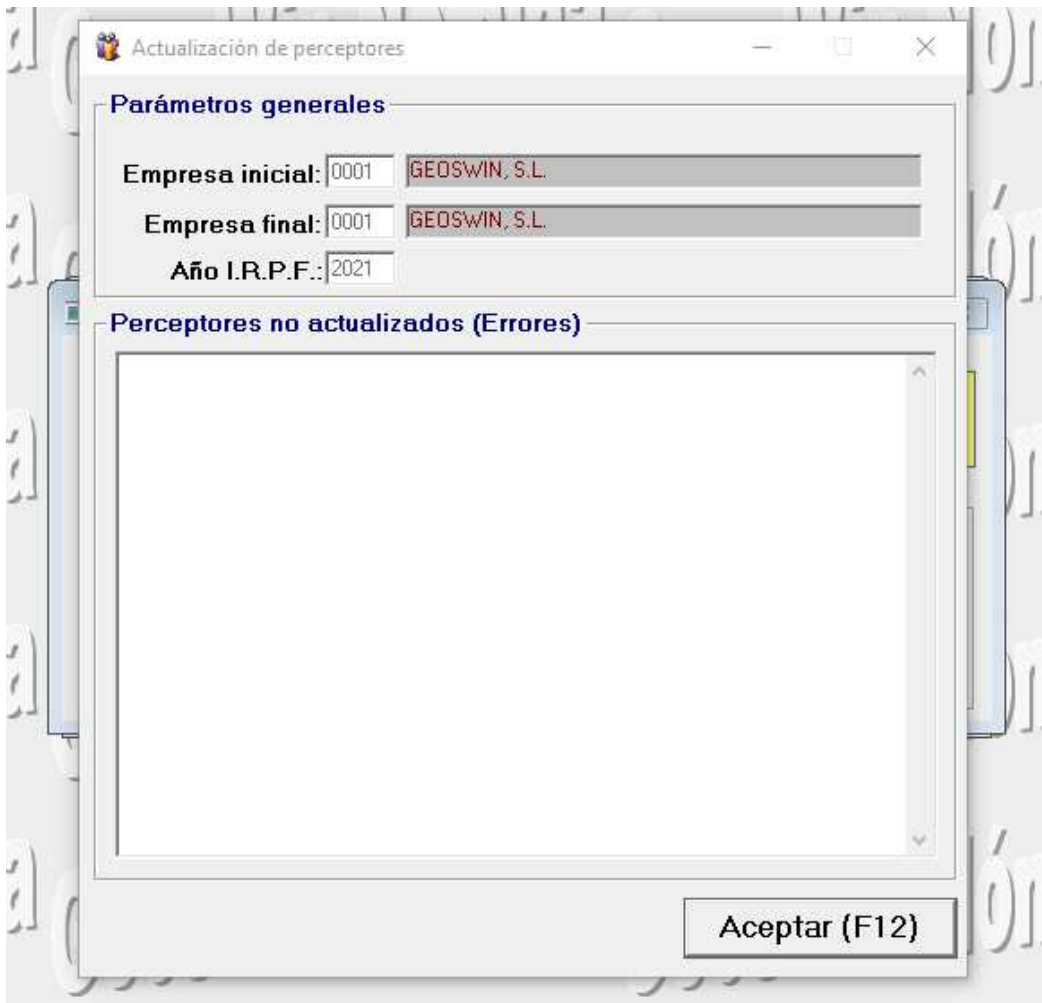 Actualización de perceptores
Parámetros generales
Empresa inicial: 0001 GEOSWIN, S.L.
Empresa final: 0001 GEOSWIN, S.L.
Año I.R.P.F.: 2021
Perceptores no actualizados (Errores)
Aceptar (F12)